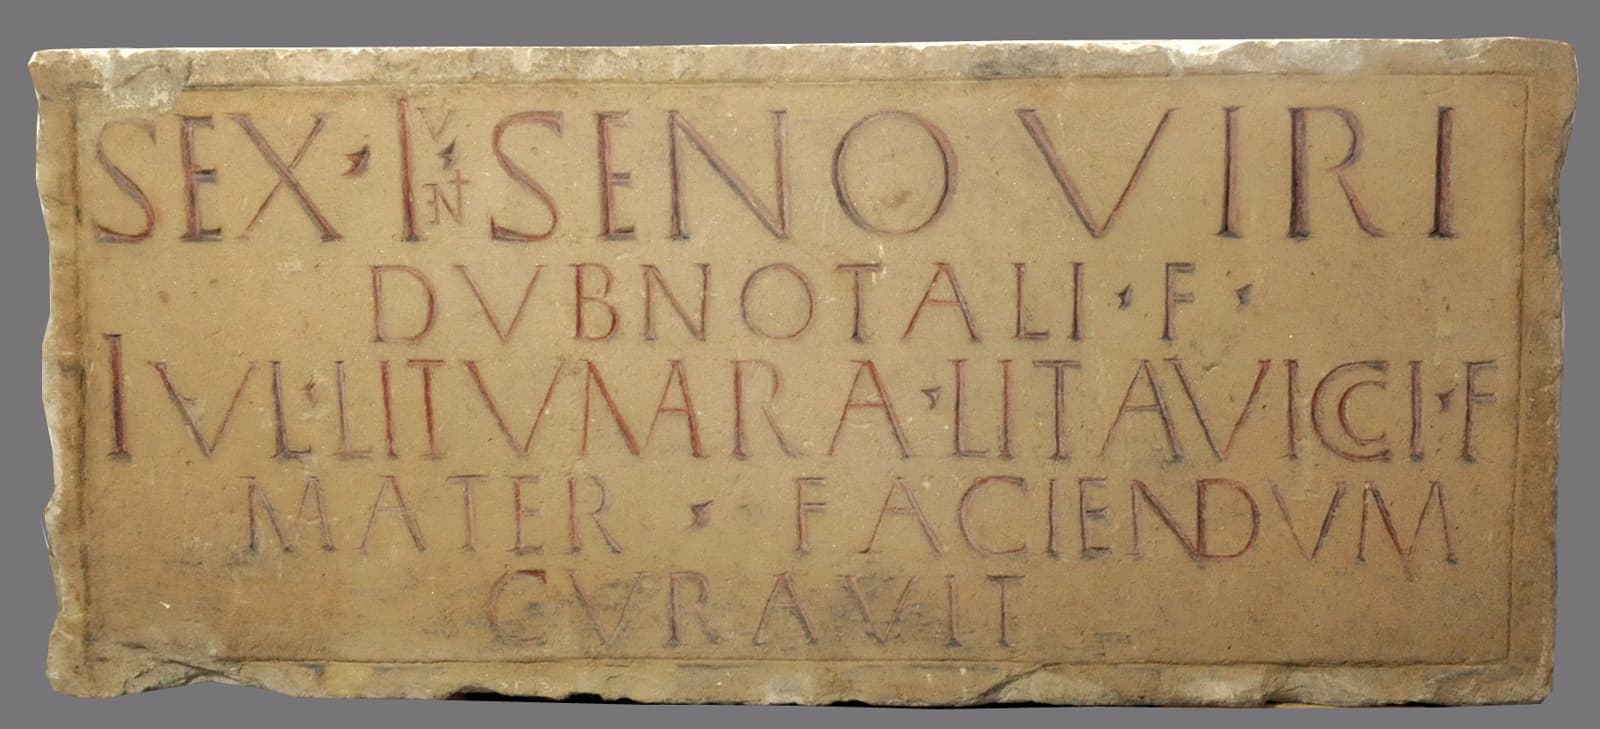 SEX · IVENT · SENOVIRI
DVBNOTALI · F ·
IVL · LITVMARA · LITAVICCI · F
MATER · FACIENDVM
CVRAVIT